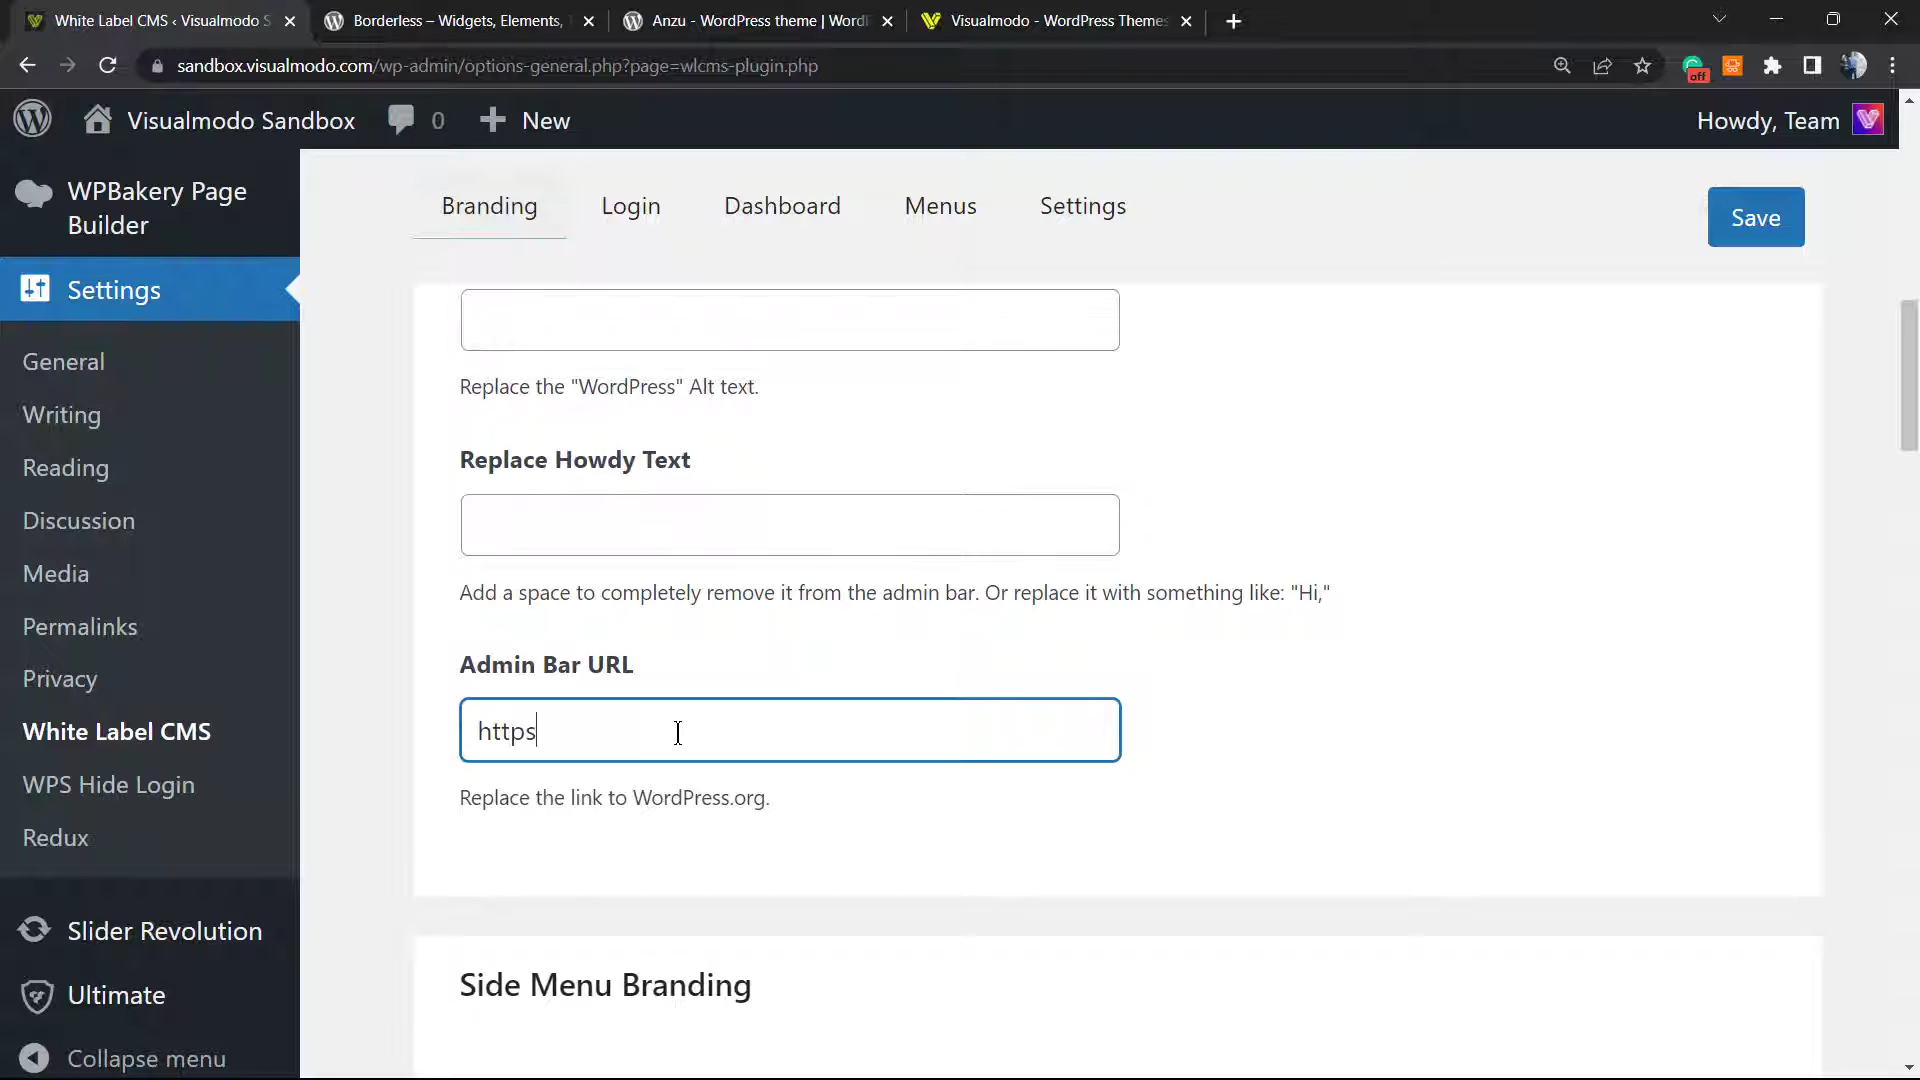 White Label CMS ‹ Visualmodo S
Borderless – Widgets, Elements,
Anzu - WordPress theme | Word
Visualmodo - WordPress Themes
sandbox.visualmodo.com/wp-admin/options-general.php?page=wlcms-plugin.php
off
Visualmodo Sandbox 0 New
Howdy, Team
WPBakery Page
Builder
Settings
General
Writing
Reading
Discussion
Media
Permalinks
Privacy
White Label CMS
WPS Hide Login
Redux
Slider Revolution
Ultimate
Collapse menu
Branding Login Dashboard Menus Settings
Save
Replace the "WordPress" Alt text.
Replace Howdy Text
Add a space to completely remove it from the admin bar. Or replace it with something like: "Hi,"
Admin Bar URL
https
Replace the link to WordPress.org.
Side Menu Branding